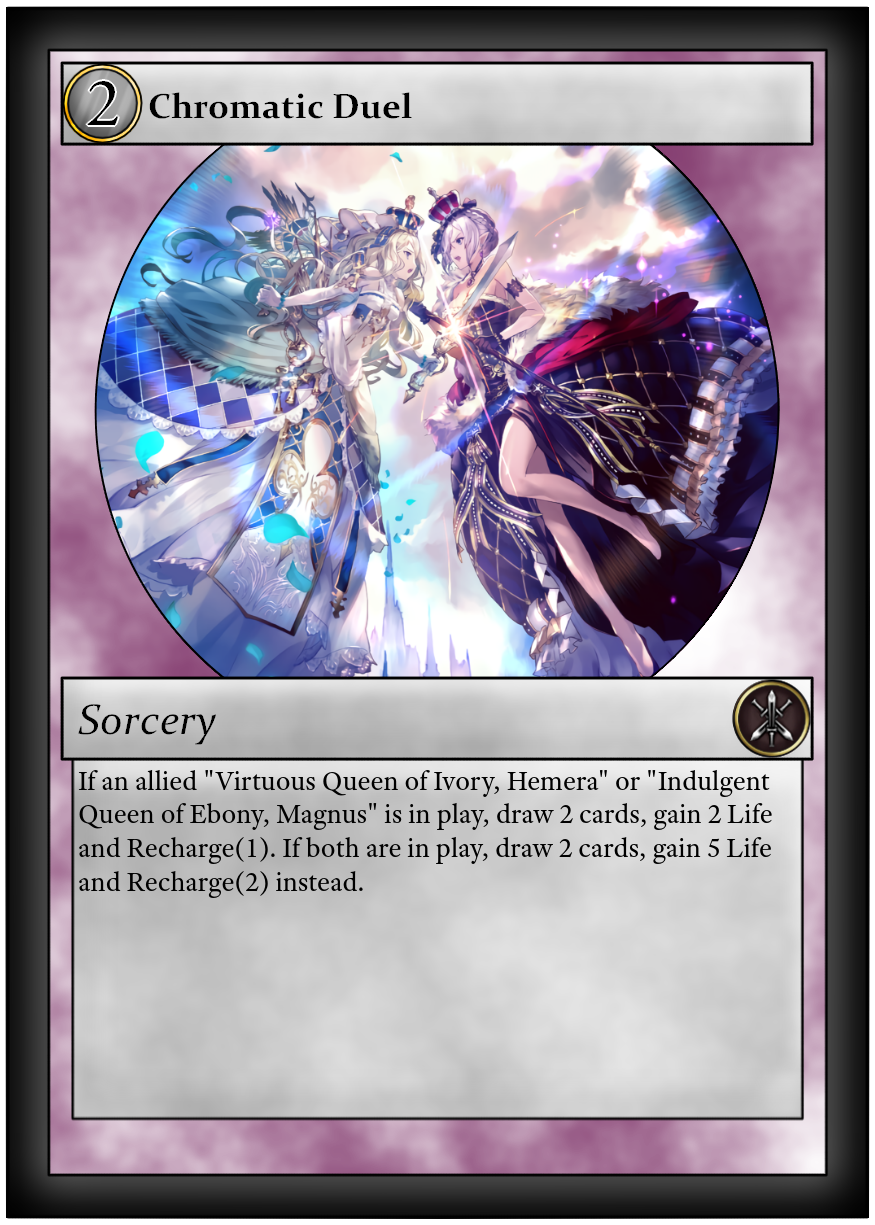 2 Chromatic Duel
Sorcery
If an allied "Virtuous Queen of Ivory, Hemera" or "Indulgent
Queen of Ebony, Magnus" is in play, draw 2 cards, gain 2 Life
and Recharge(1). If both are in play, draw 2 cards, gain 5 Life
and Recharge(2) instead.